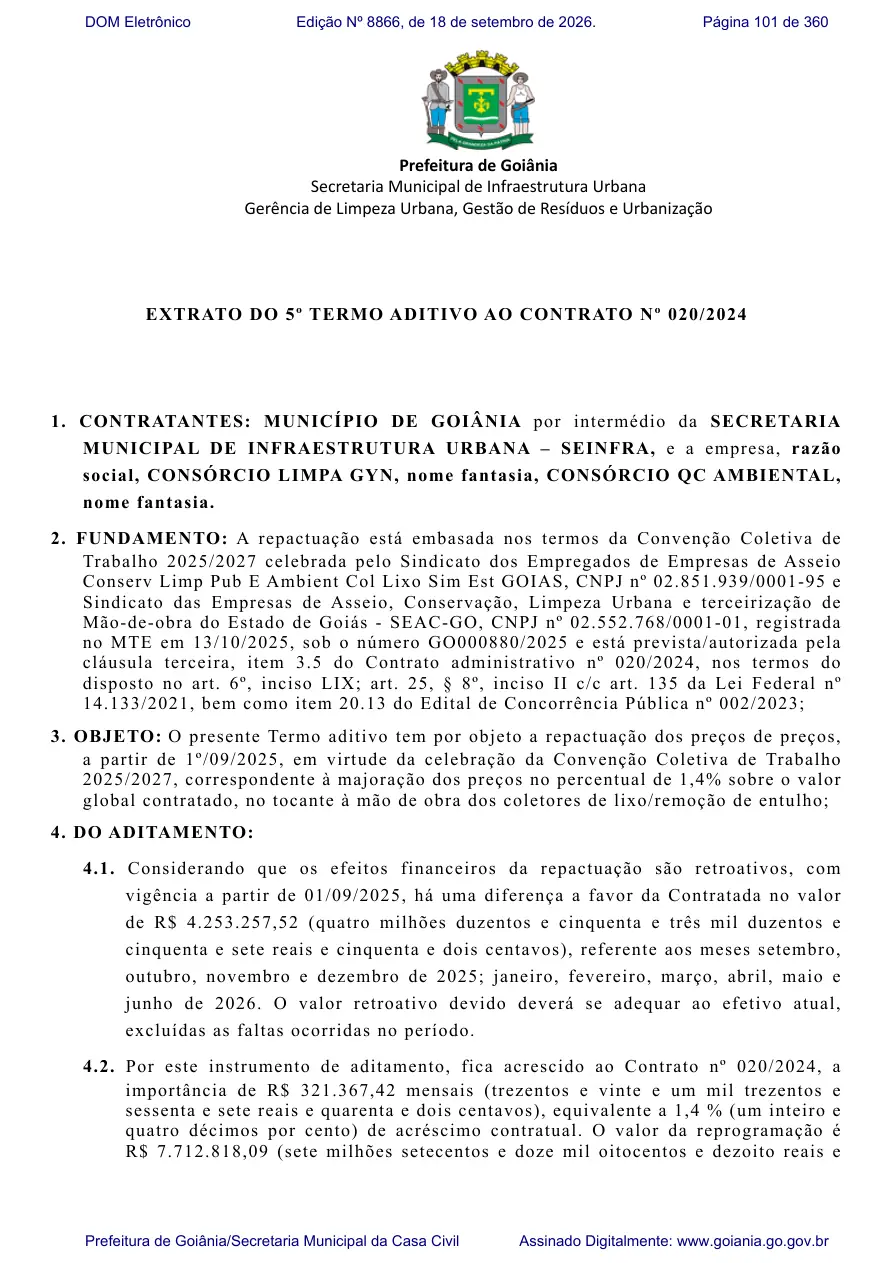 DOM Eletrônico Edição Nº 8866, de 18 de setembro de 2026. Página 101 de 360
PELA GRANDEZA DA PÁTRIA
Prefeitura de Goiânia
Secretaria Municipal de Infraestrutura Urbana
Gerência de Limpeza Urbana, Gestão de Resíduos e Urbanização
EXTRATO DO 5º TERMO ADITIVO AO CONTRATO Nº 020/2024
1. CONTRATANTES: MUNICÍPIO DE GOIÂNIA por intermédio da SECRETARIA
MUNICIPAL DE INFRAESTRUTURA URBANA – SEINFRA, e a empresa, razão
social, CONSÓRCIO LIMPA GYN, nome fantasia, CONSÓRCIO QC AMBIENTAL,
nome fantasia.
2. FUNDAMENTO: A repactuação está embasada nos termos da Convenção Coletiva de
Trabalho 2025/2027 celebrada pelo Sindicato dos Empregados de Empresas de Asseio
Conserv Limp Pub E Ambient Col Lixo Sim Est GOIAS, CNPJ nº 02.851.939/0001-95 e
Sindicato das Empresas de Asseio, Conservação, Limpeza Urbana e terceirização de
Mão-de-obra do Estado de Goiás - SEAC-GO, CNPJ nº 02.552.768/0001-01, registrada
no MTE em 13/10/2025, sob o número GO000880/2025 e está prevista/autorizada pela
cláusula terceira, item 3.5 do Contrato administrativo nº 020/2024, nos termos do
disposto no art. 6º, inciso LIX; art. 25, § 8º, inciso II c/c art. 135 da Lei Federal nº
14.133/2021, bem como item 20.13 do Edital de Concorrência Pública nº 002/2023;
3. OBJETO: O presente Termo aditivo tem por objeto a repactuação dos preços de preços,
a partir de 1º/09/2025, em virtude da celebração da Convenção Coletiva de Trabalho
2025/2027, correspondente à majoração dos preços no percentual de 1,4% sobre o valor
global contratado, no tocante à mão de obra dos coletores de lixo/remoção de entulho;
4. DO ADITAMENTO:
4.1. Considerando que os efeitos financeiros da repactuação são retroativos, com
vigência a partir de 01/09/2025, há uma diferença a favor da Contratada no valor
de R$ 4.253.257,52 (quatro milhões duzentos e cinquenta e três mil duzentos e
cinquenta e sete reais e cinquenta e dois centavos), referente aos meses setembro,
outubro, novembro e dezembro de 2025; janeiro, fevereiro, março, abril, maio e
junho de 2026. O valor retroativo devido deverá se adequar ao efetivo atual,
excluídas as faltas ocorridas no período.
4.2. Por este instrumento de aditamento, fica acrescido ao Contrato nº 020/2024, a
importância de R$ 321.367,42 mensais (trezentos e vinte e um mil trezentos e
sessenta e sete reais e quarenta e dois centavos), equivalente a 1,4 % (um inteiro e
quatro décimos por cento) de acréscimo contratual. O valor da reprogramação é
R$ 7.712.818,09 (sete milhões setecentos e doze mil oitocentos e dezoito reais e
Prefeitura de Goiânia/Secretaria Municipal da Casa Civil Assinado Digitalmente: www.goiania.go.gov.br